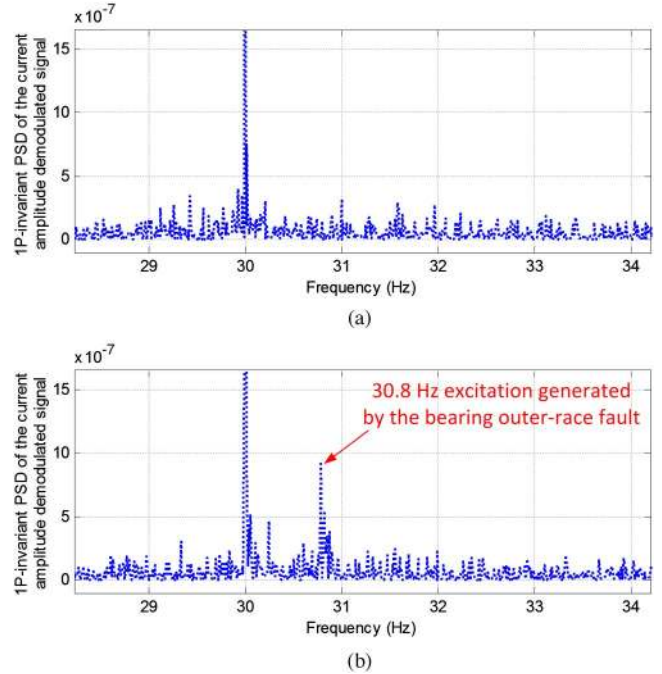 x 10-7
15
10
5
0
1P-invariant PSD of the current
amplitude demodulated signal
29 30 31 32 33 34
Frequency (Hz)
(a)
x 10-7
15
10
5
0
1P-invariant PSD of the current
amplitude demodulated signal
30.8 Hz excitation generated
by the bearing outer-race fault
29 30 31 32 33 34
Frequency (Hz)
(b)